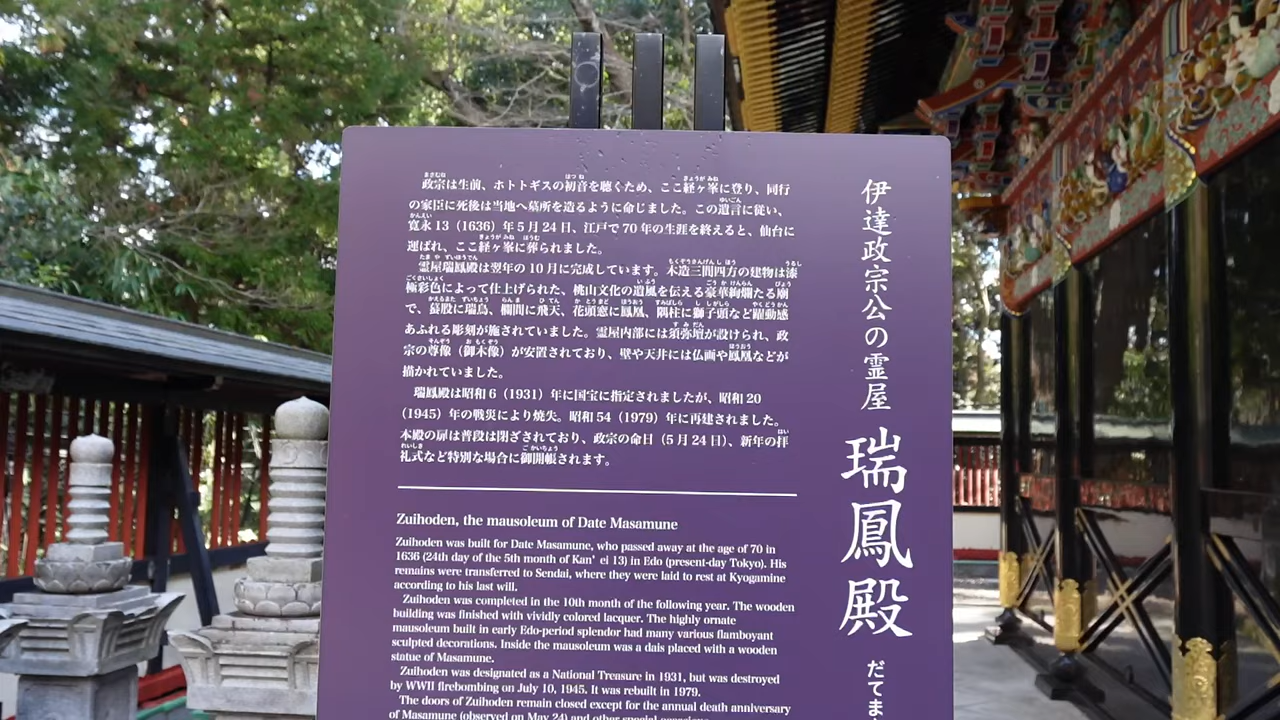 伊達政宗公の霊屋 瑞鳳殿
だてま
政宗は生前、ホトトギスの初音を聴くため、ここ経ヶ峯に登り、同行
の家臣に死後は当地へ墓所を造るように命じました。この遺言に従い、
寛永13（1636）年5月24日、江戸で70年の生涯を終えると、仙台に
運ばれ、ここ経ヶ峯に葬られました。
霊屋瑞鳳殿は翌年の10月に完成しています。木造三間四方の建物は漆
極彩色によって仕上げられた、桃山文化の遺風を伝える豪華絢爛たる廟
で、蟇股に瑞鳥、欄間に飛天、花頭窓に鳳凰、隅柱に獅子頭など躍動感
あふれる彫刻が施されていました。霊屋内部には須弥壇が設けられ、政
宗の尊像（御木像）が安置されており、壁や天井には仏画や鳳凰などが
描かれていました。
瑞鳳殿は昭和6（1931）年に国宝に指定されましたが、昭和20
（1945）年の戦災により焼失。昭和54（1979）年に再建されました。
本殿の扉は普段は閉ざされており、政宗の命日（5月24日）、新年の拝
礼式など特別な場合に御開帳されます。
Zuihoden, the mausoleum of Date Masamune
Zuihoden was built for Date Masamune, who passed away at the age of 70 in
1636 (24th day of the 5th month of Kan'ei 13) in Edo (present-day Tokyo). His
remains were transferred to Sendai, where they were laid to rest at Kyogamine
according to his last will.
Zuihoden was completed in the 10th month of the following year. The wooden
building was finished with vividly colored lacquer. The highly ornate
mausoleum built in early Edo-period splendor had many various flamboyant
sculpted decorations. Inside the mausoleum was a dais placed with a wooden
statue of Masamune.
Zuihoden was designated as a National Treasure in 1931, but was destroyed
by WWII firebombing on July 10, 1945. It was rebuilt in 1979.
The doors of Zuihoden remain closed except for the annual death anniversary
of Masamune (observed on May 24) and other special occasions